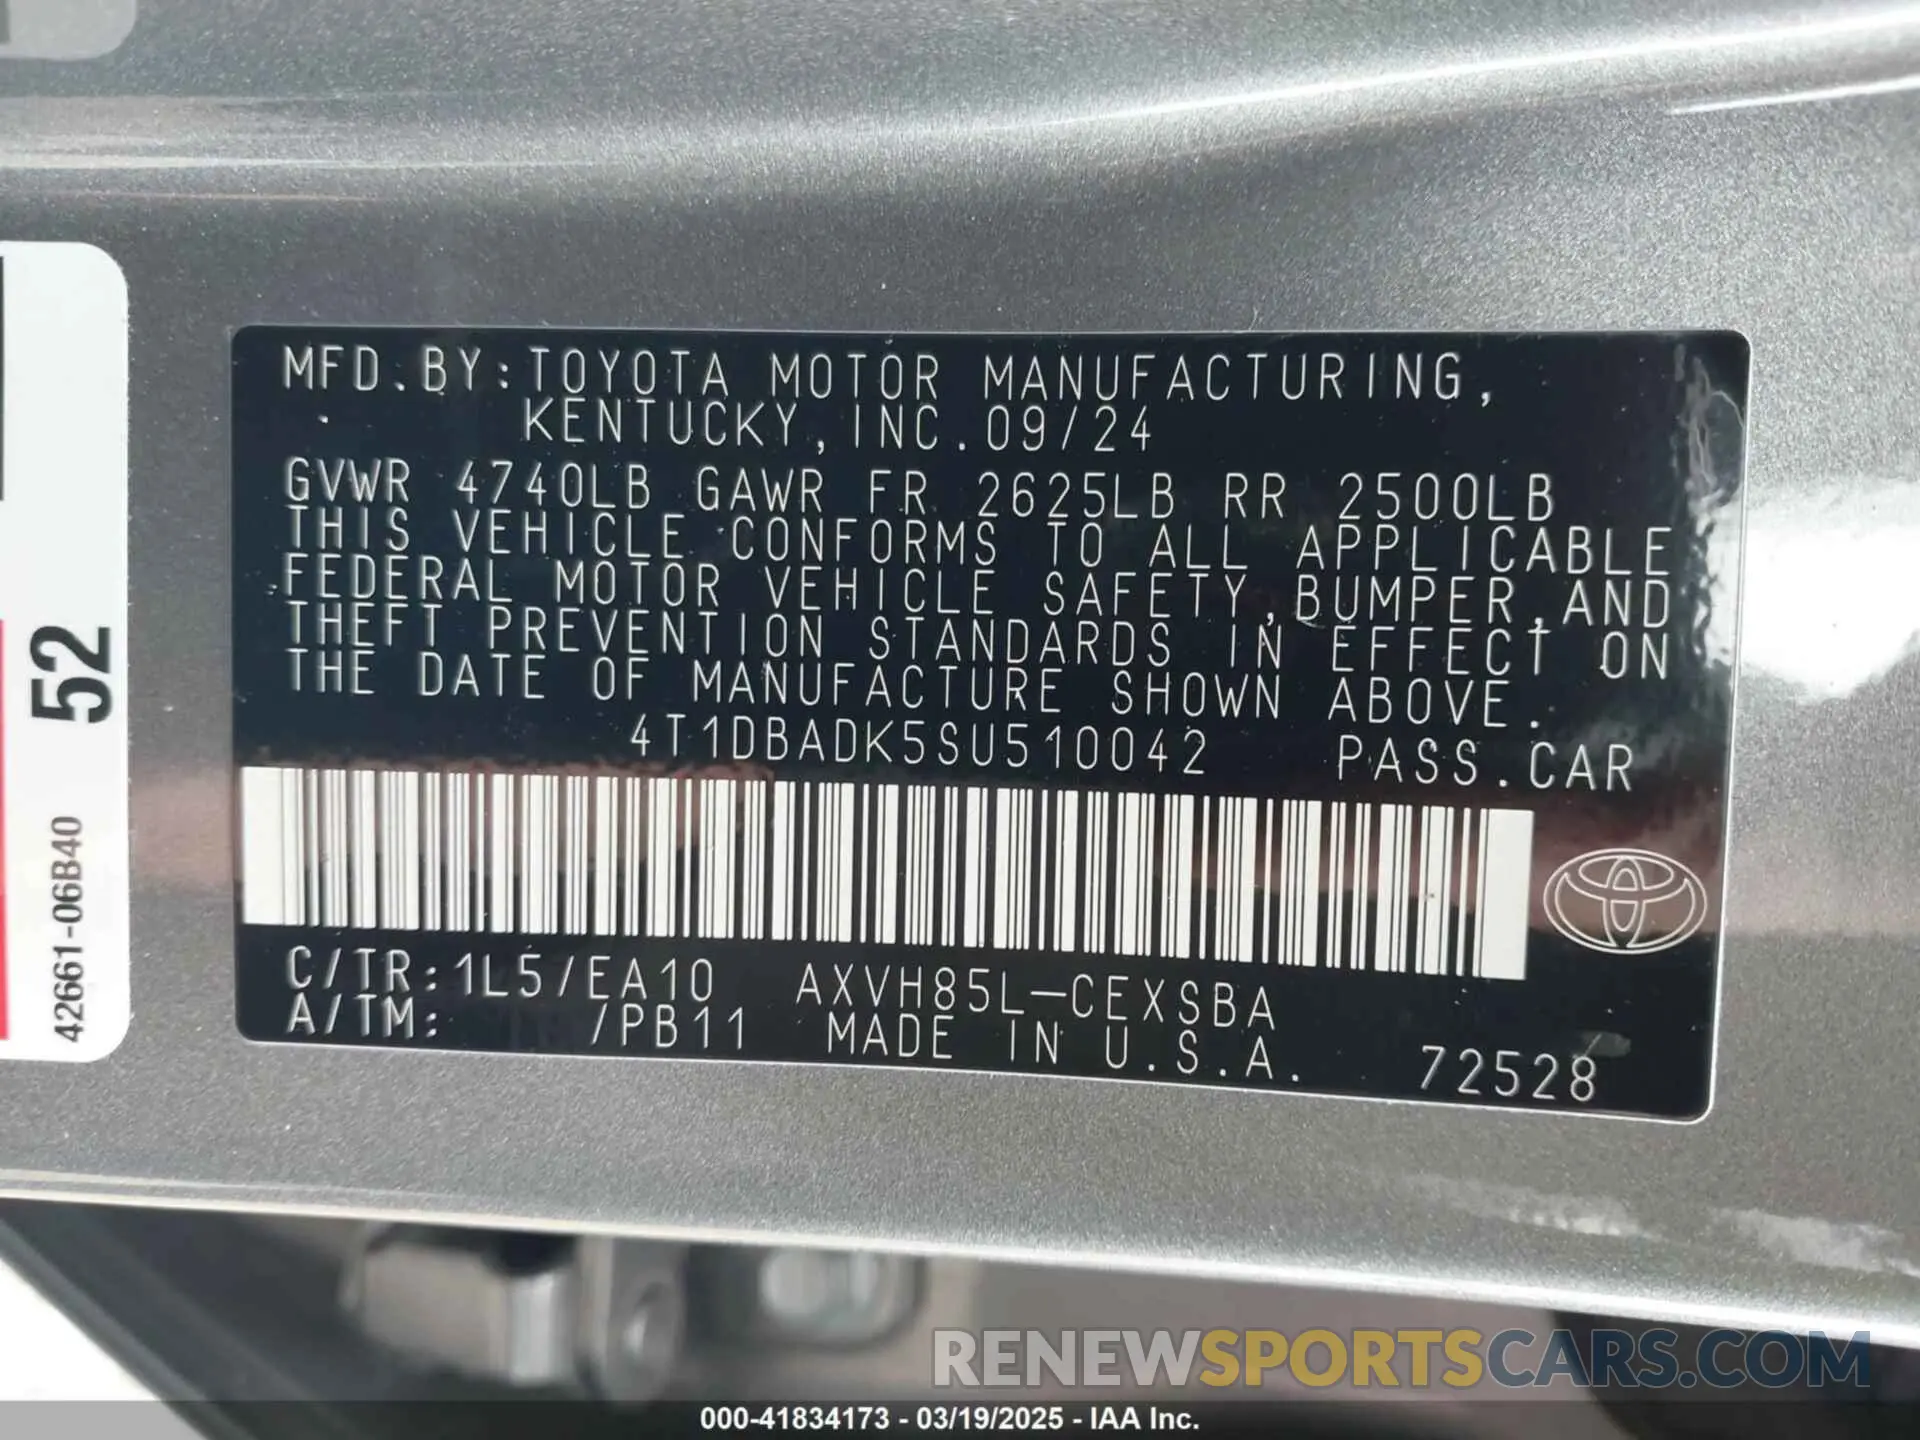 MFD.BY:TOYOTA MOTOR MANUFACTURING,
KENTUCKY,INC.09/24
GVWR 4740LB GAWR FR 2625LB RR 2500LB
THIS VEHICLE CONFORMS TO ALL APPLICABLE
FEDERAL MOTOR VEHICLE SAFETY,BUMPER,AND
THEFT PREVENTION STANDARDS IN EFFECT ON
THE DATE OF MANUFACTURE SHOWN ABOVE.
4T1DBADK5SU510042 PASS.CAR
C/TR:1L5/EA10 AXVH85L-CEXSBA
A/TM: /PB11 MADE IN U.S.A. 72528
52
42661-06B40
RENEWSPORTSCARS.COM
000-41834173 - 03/19/2025 - IAA Inc.